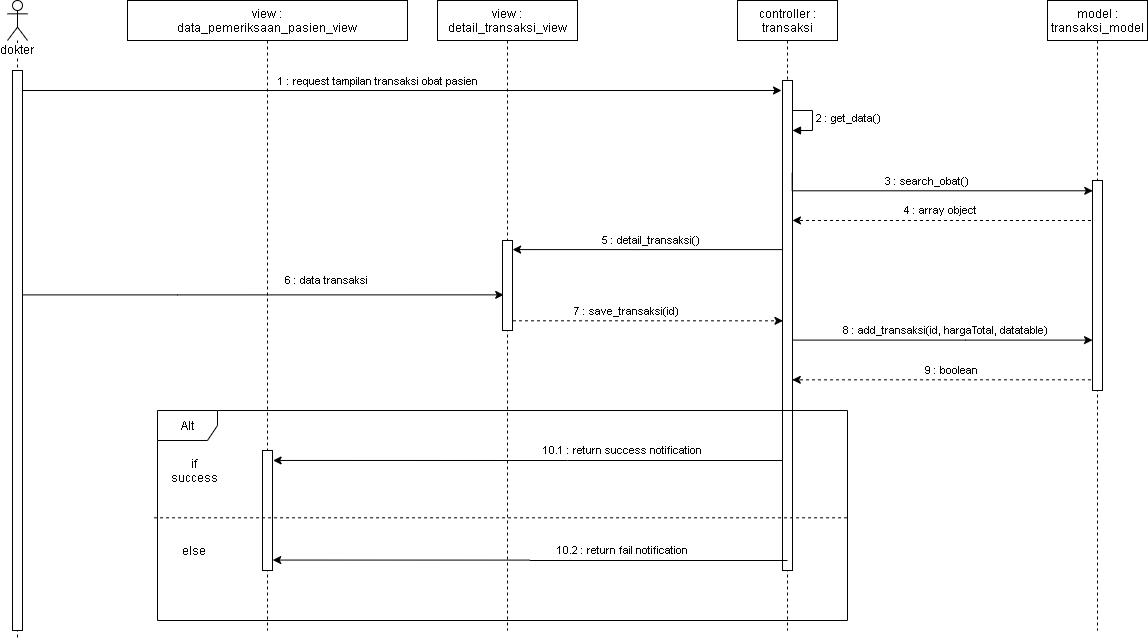 dokter
view :
data_pemeriksaan_pasien_view
view :
detail_transaksi_view
controller :
transaksi
model :
transaksi_model
1 : request tampilan transaksi obat pasien
2 : get_data()
3 : search_obat()
4 : array object
5 : detail_transaksi()
6 : data transaksi
7 : save_transaksi(id)
8 : add_transaksi(id, hargaTotal, datatable)
9 : boolean
Alt
10.1 : return success notification
if
success
10.2 : return fail notification
else